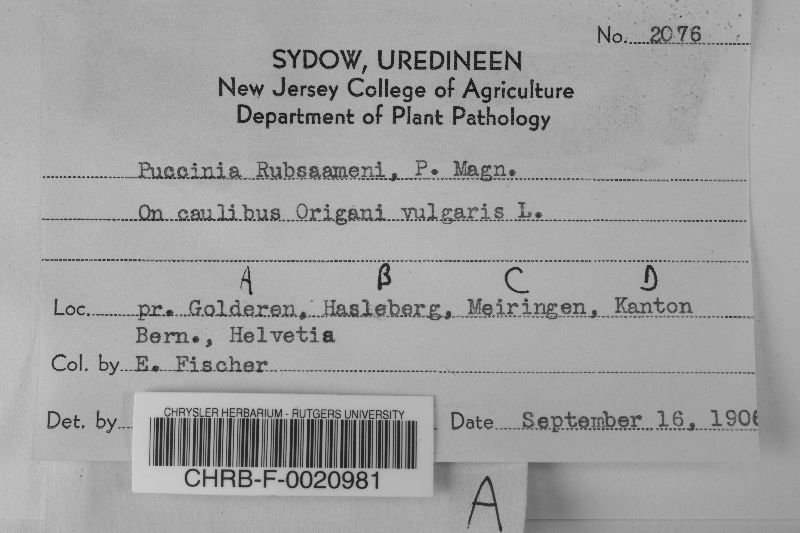 No. 2076
SYDOW, UREDINEEN
New Jersey College of Agriculture
Department of Plant Pathology
Puccinia Rubsaameni, P. Magn.
On caulibus Origani vulgaris L.
A B C D
Loc. pr. Golderen, Hasleberg, Meiringen, Kanton
Bern., Helvetia
Col. by E. Fischer
Det. by
Date September 16, 1906
CHRYSLER HERBARIUM - RUTGERS UNIVERSITY
CHRB-F-0020981
A